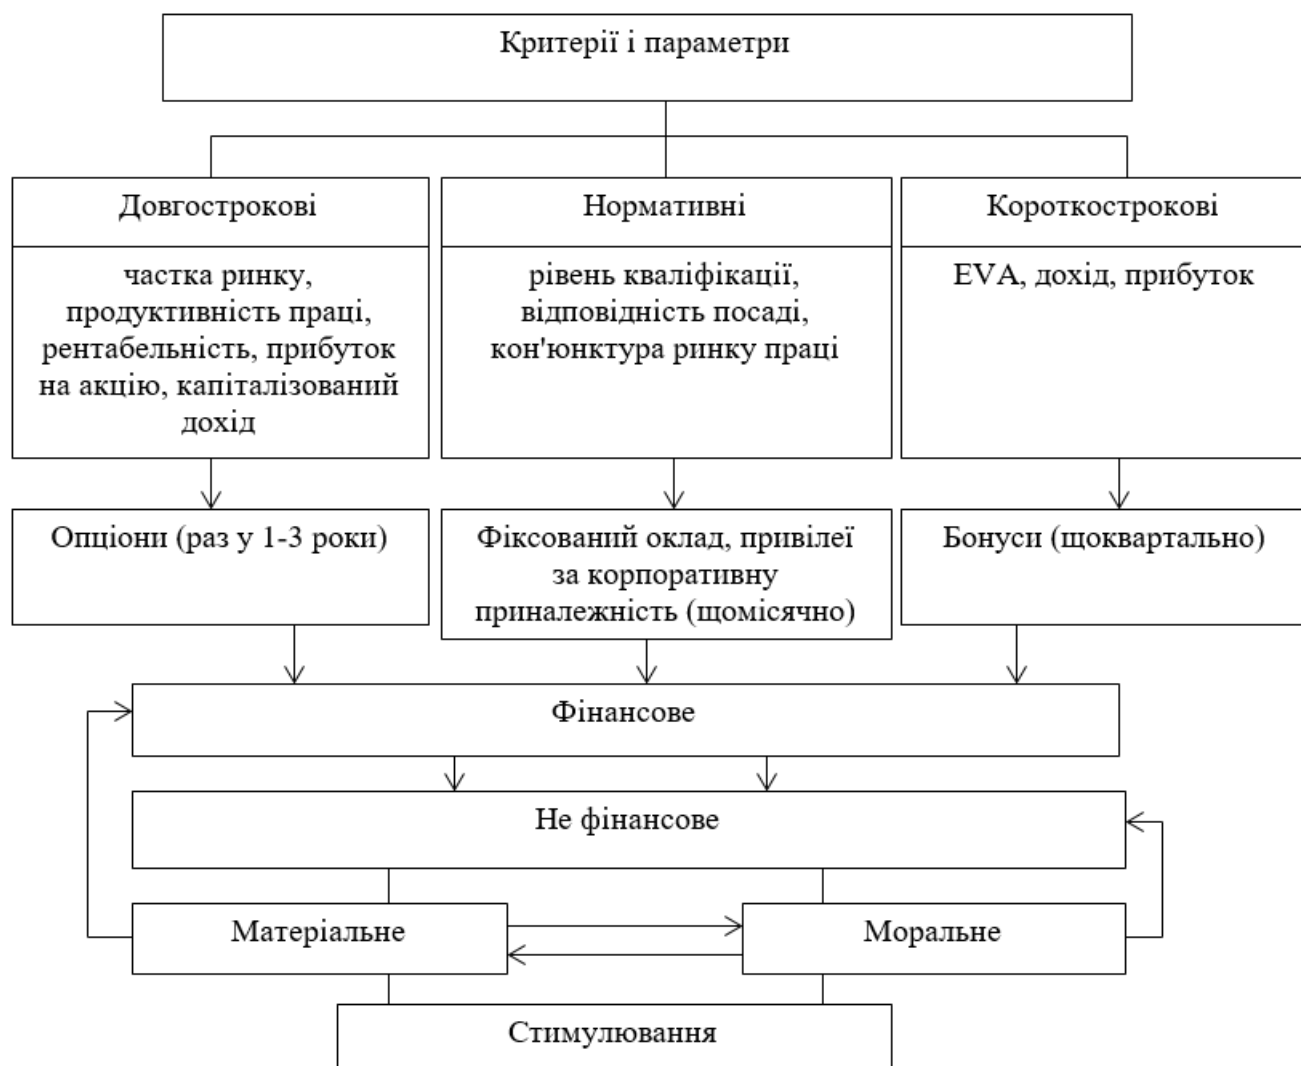 Критерії і параметри
Довгострокові
Нормативні
Короткострокові
частка ринку,
продуктивність праці,
рентабельність, прибуток
на акцію, капіталізований
дохід
рівень кваліфікації,
відповідність посаді,
кон'юнктура ринку праці
EVA, дохід, прибуток
Опціони (раз у 1-3 роки)
Фіксований оклад, привілеї
за корпоративну
приналежність (щомісячно)
Бонуси (щоквартально)
Фінансове
Не фінансове
Матеріальне
Моральне
Стимулювання